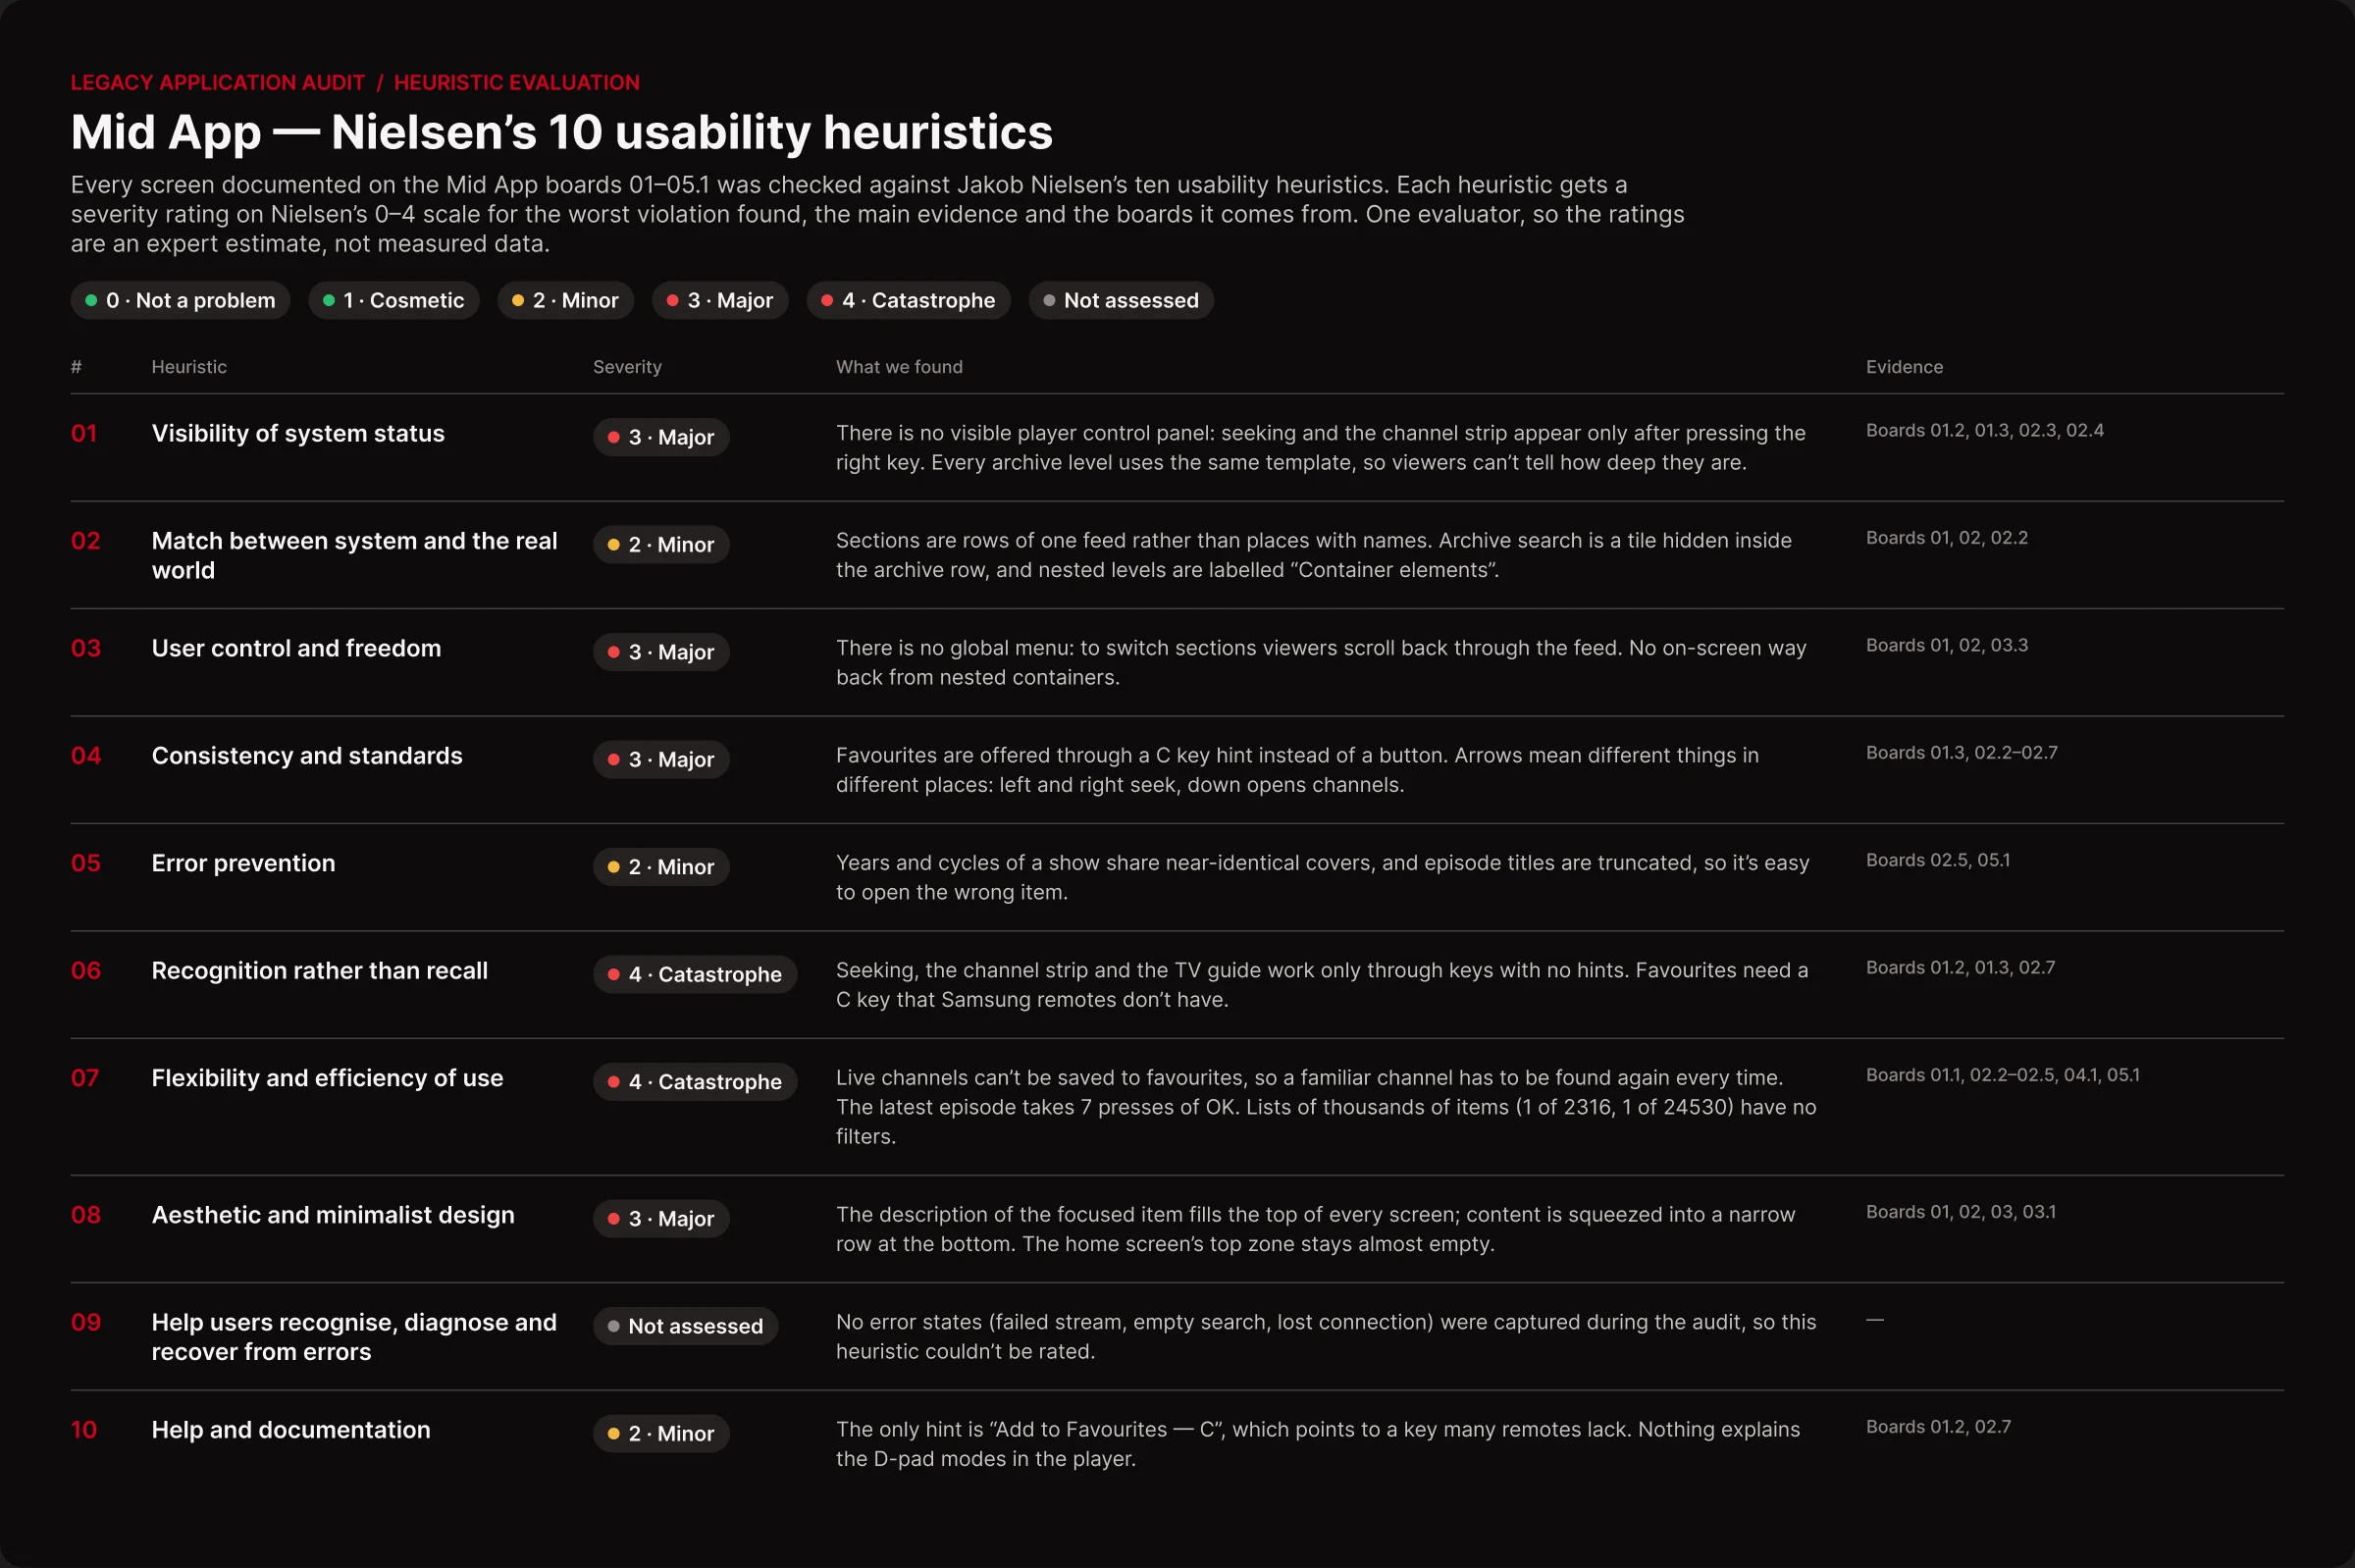 LEGACY APPLICATION AUDIT / HEURISTIC EVALUATION
Mid App — Nielsen’s 10 usability heuristics
Every screen documented on the Mid App boards 01–05.1 was checked against Jakob Nielsen’s ten usability heuristics. Each heuristic gets a
severity rating on Nielsen’s 0–4 scale for the worst violation found, the main evidence and the boards it comes from. One evaluator, so the ratings
are an expert estimate, not measured data.
0 · Not a problem 1 · Cosmetic 2 · Minor 3 · Major 4 · Catastrophe Not assessed
# Heuristic Severity What we found Evidence
01 Visibility of system status 3 · Major There is no visible player control panel: seeking and the channel strip appear only after pressing the Boards 01.2, 01.3, 02.3, 02.4
right key. Every archive level uses the same template, so viewers can’t tell how deep they are.
02 Match between system and the real 2 · Minor Sections are rows of one feed rather than places with names. Archive search is a tile hidden inside Boards 01, 02, 02.2
world the archive row, and nested levels are labelled “Container elements”.
03 User control and freedom 3 · Major There is no global menu: to switch sections viewers scroll back through the feed. No on-screen way Boards 01, 02, 03.3
back from nested containers.
04 Consistency and standards 3 · Major Favourites are offered through a C key hint instead of a button. Arrows mean different things in Boards 01.3, 02.2–02.7
different places: left and right seek, down opens channels.
05 Error prevention 2 · Minor Years and cycles of a show share near-identical covers, and episode titles are truncated, so it’s easy Boards 02.5, 05.1
to open the wrong item.
06 Recognition rather than recall 4 · Catastrophe Seeking, the channel strip and the TV guide work only through keys with no hints. Favourites need a Boards 01.2, 01.3, 02.7
C key that Samsung remotes don’t have.
07 Flexibility and efficiency of use 4 · Catastrophe Live channels can’t be saved to favourites, so a familiar channel has to be found again every time. Boards 01.1, 02.2–02.5, 04.1, 05.1
The latest episode takes 7 presses of OK. Lists of thousands of items (1 of 2316, 1 of 24530) have no
filters.
08 Aesthetic and minimalist design 3 · Major The description of the focused item fills the top of every screen; content is squeezed into a narrow Boards 01, 02, 03, 03.1
row at the bottom. The home screen’s top zone stays almost empty.
09 Help users recognise, diagnose and Not assessed No error states (failed stream, empty search, lost connection) were captured during the audit, so this —
recover from errors heuristic couldn’t be rated.
10 Help and documentation 2 · Minor The only hint is “Add to Favourites — C”, which points to a key many remotes lack. Nothing explains Boards 01.2, 02.7
the D-pad modes in the player.